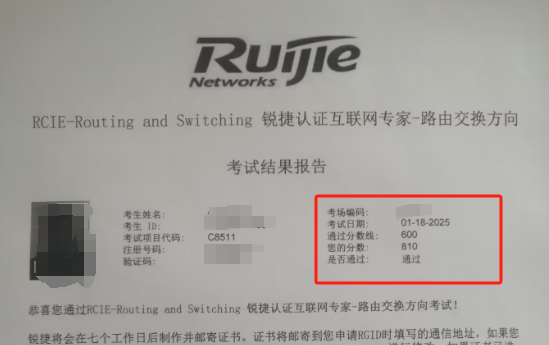 Ruijie
Networks
RCIE-Routing and Switching 锐捷认证互联网专家-路由交换方向
考试结果报告
考生姓名:
考生 ID:
考试项目代码: C8511
注册号码:
验证码:
考场编码:
考试日期: 01-18-2025
通过分数线: 600
您的分数: 810
是否通过: 通过
恭喜您通过RCIE-Routing and Switching 锐捷认证互联网专家-路由交换方向考试!
锐捷将会在七个工作日后制作并邮寄证书。证书将邮寄到您申请RGID时填写的通信地址，如果您